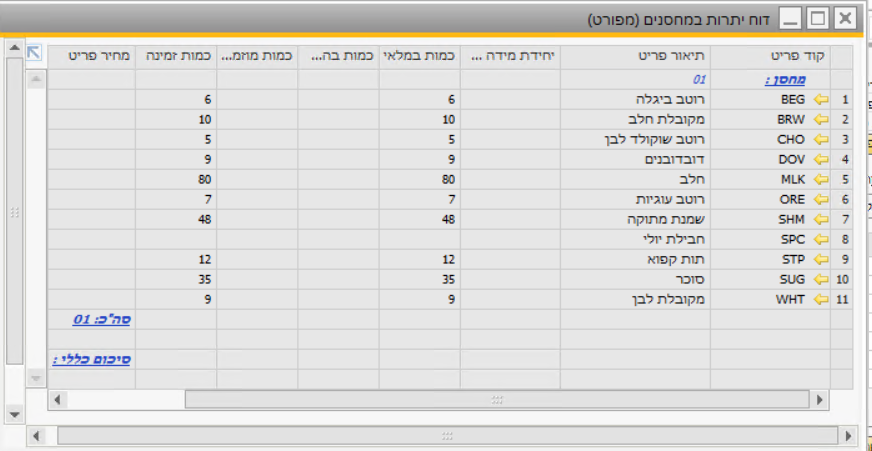 דוח יתרות במחסנים (מפורט)
קוד פריט תיאור פריט יחידת מידה ... כמות במלאי כמות בה... כמות מוזמ... כמות זמינה מחיר פריט
מחסן : 01
1 BEG רוטב ביגלה 6 6
2 BRW מקובלת חלב 10 10
3 CHO רוטב שוקולד לבן 5 5
4 DOV דובדובנים 9 9
5 MLK חלב 80 80
6 ORE רוטב עוגיות 7 7
7 SHM שמנת מתוקה 48 48
8 SPC חבילת יולי
9 STP תות קפוא 12 12
10 SUG סוכר 35 35
11 WHT מקובלת לבן 9 9
סה"כ: 01
סיכום כללי :